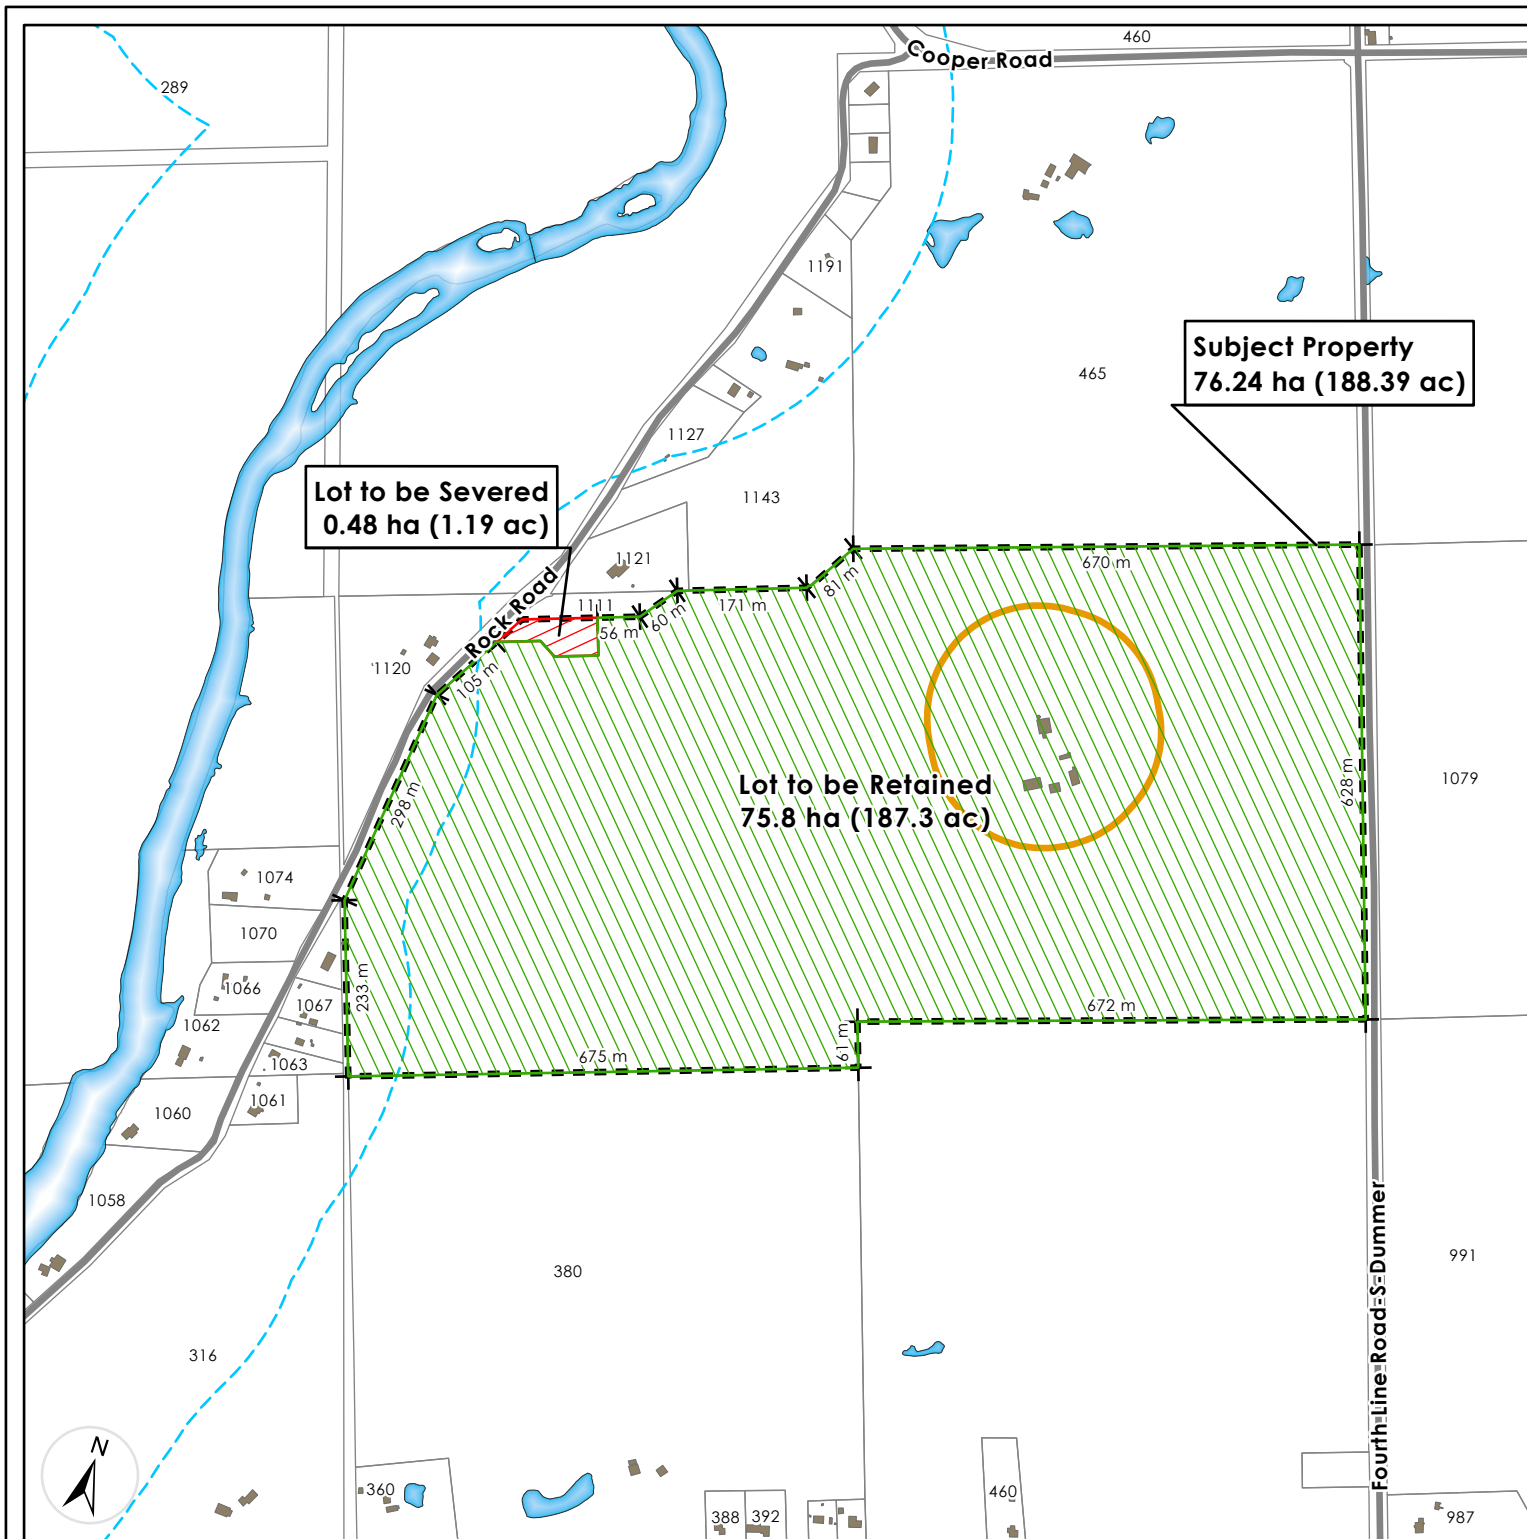 460
Cooper Road
289
1191
Subject Property
76.24 ha (188.39 ac)
465
1127
Lot to be Severed
0.48 ha (1.19 ac)
1143
1121
670 m
81 m
1111
171 m
60 m
56 m
Rock Road
1120
105 m
298 m
Lot to be Retained
75.8 ha (187.3 ac)
628 m
1079
1074
1070
1066
1067
233 m
672 m
1062
61 m
675 m
1063
1061
1060
1058
Fourth Line Road-S-Dummer
991
380
316
N
360
388
392
460
987